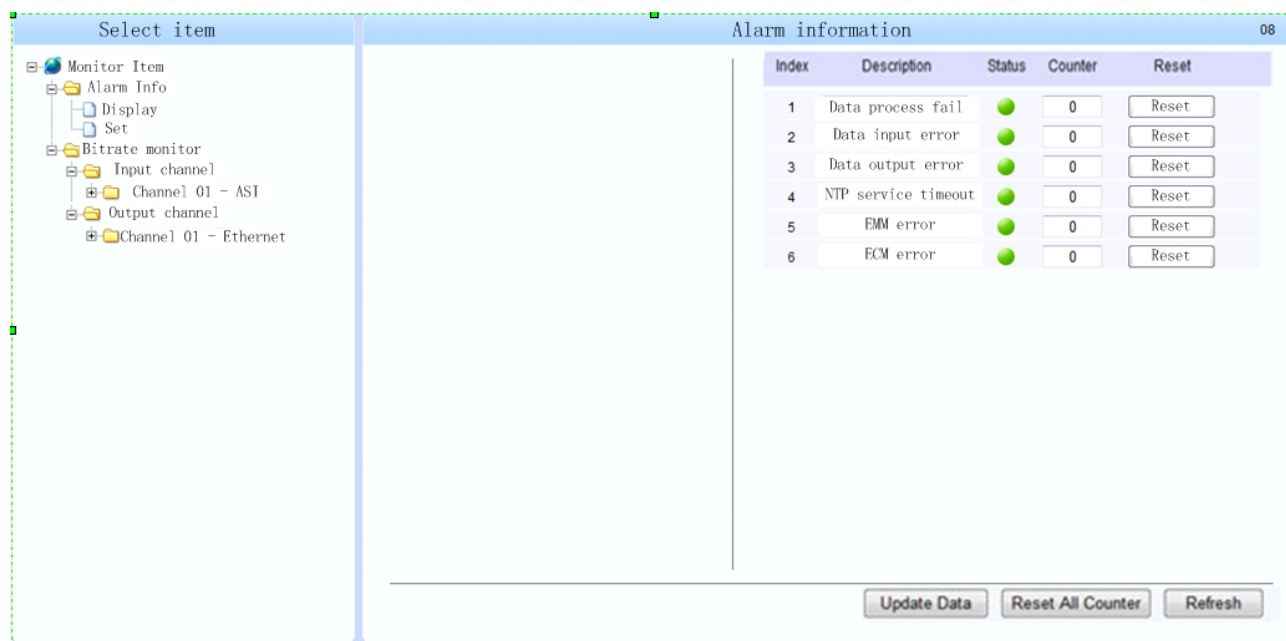 Select item
Alarm information
08
Monitor Item
Alarm Info
Display
Set
Bitrate monitor
Input channel
Channel 01 - ASI
Output channel
Channel 01 - Ethernet
Index Description Status Counter Reset
1 Data process fail 0 Reset
2 Data input error 0 Reset
3 Data output error 0 Reset
4 NTP service timeout 0 Reset
5 EMM error 0 Reset
6 ECM error 0 Reset
Update Data Reset All Counter Refresh